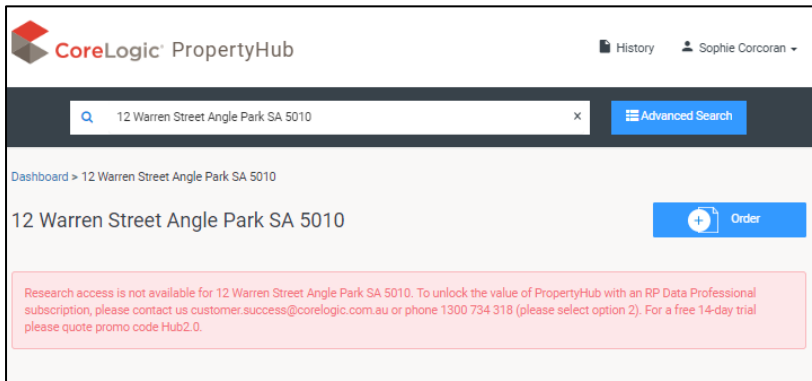 CoreLogic PropertyHub
History
Sophie Corcoran
12 Warren Street Angle Park SA 5010 x
Advanced Search
Dashboard > 12 Warren Street Angle Park SA 5010
12 Warren Street Angle Park SA 5010
Order
Research access is not available for 12 Warren Street Angle Park SA 5010. To unlock the value of PropertyHub with an RP Data Professional
subscription, please contact us customer.success@corelogic.com.au or phone 1300 734 318 (please select option 2). For a free 14-day trial
please quote promo code Hub2.0.